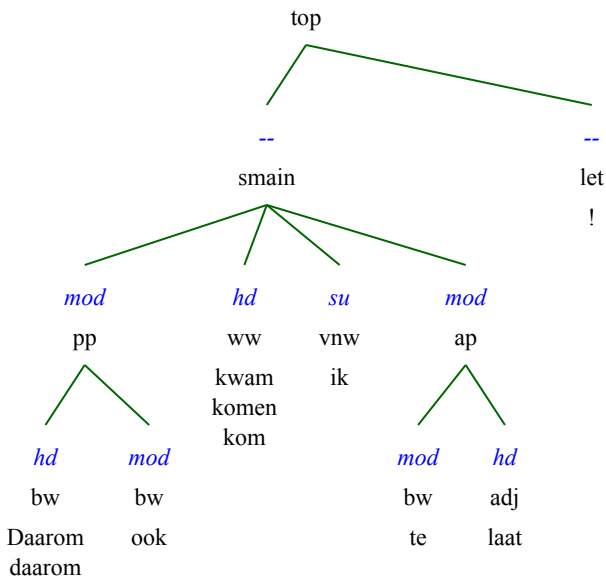 top
-- --
smain let
!
mod hd su mod
pp ww vnw ap
kwam ik
komen
kom
hd mod mod hd
bw bw bw adj
Daarom ook te laat
daarom